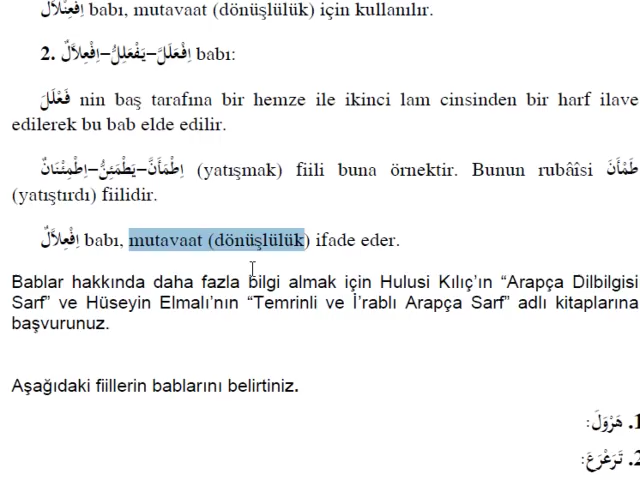 اِفْعِنْلاَلٌ babı, mutavaat (dönüşlülük) için kullanılır.
2. اِفْعَلَلَّ–يَفْعَلِلُّ–اِفْعِلاَّلٌ babı:
فَعْلَلَ nin baş tarafına bir hemze ile ikinci lam cinsinden bir harf ilave
edilerek bu bab elde edilir.
اِطْمَأَنَّ–يَطْمَئِنُّ–اِطْمِئْنَانٌ (yatışmak) fiili buna örnektir. Bunun rubâîsi طَمْأَنَ
(yatıştırdı) fiilidir.
اِفْعِلاَّلٌ babı, mutavaat (dönüşlülük) ifade eder.
Bablar hakkında daha fazla bilgi almak için Hulusi Kılıç’ın “Arapça Dilbilgisi
Sarf” ve Hüseyin Elmalı’nın “Temrinli ve İ’rablı Arapça Sarf” adlı kitaplarına
başvurunuz.
Aşağıdaki fiillerin bablarını belirtiniz.
1. هَرْوَلَ:
2. تَرَعْرَعَ: